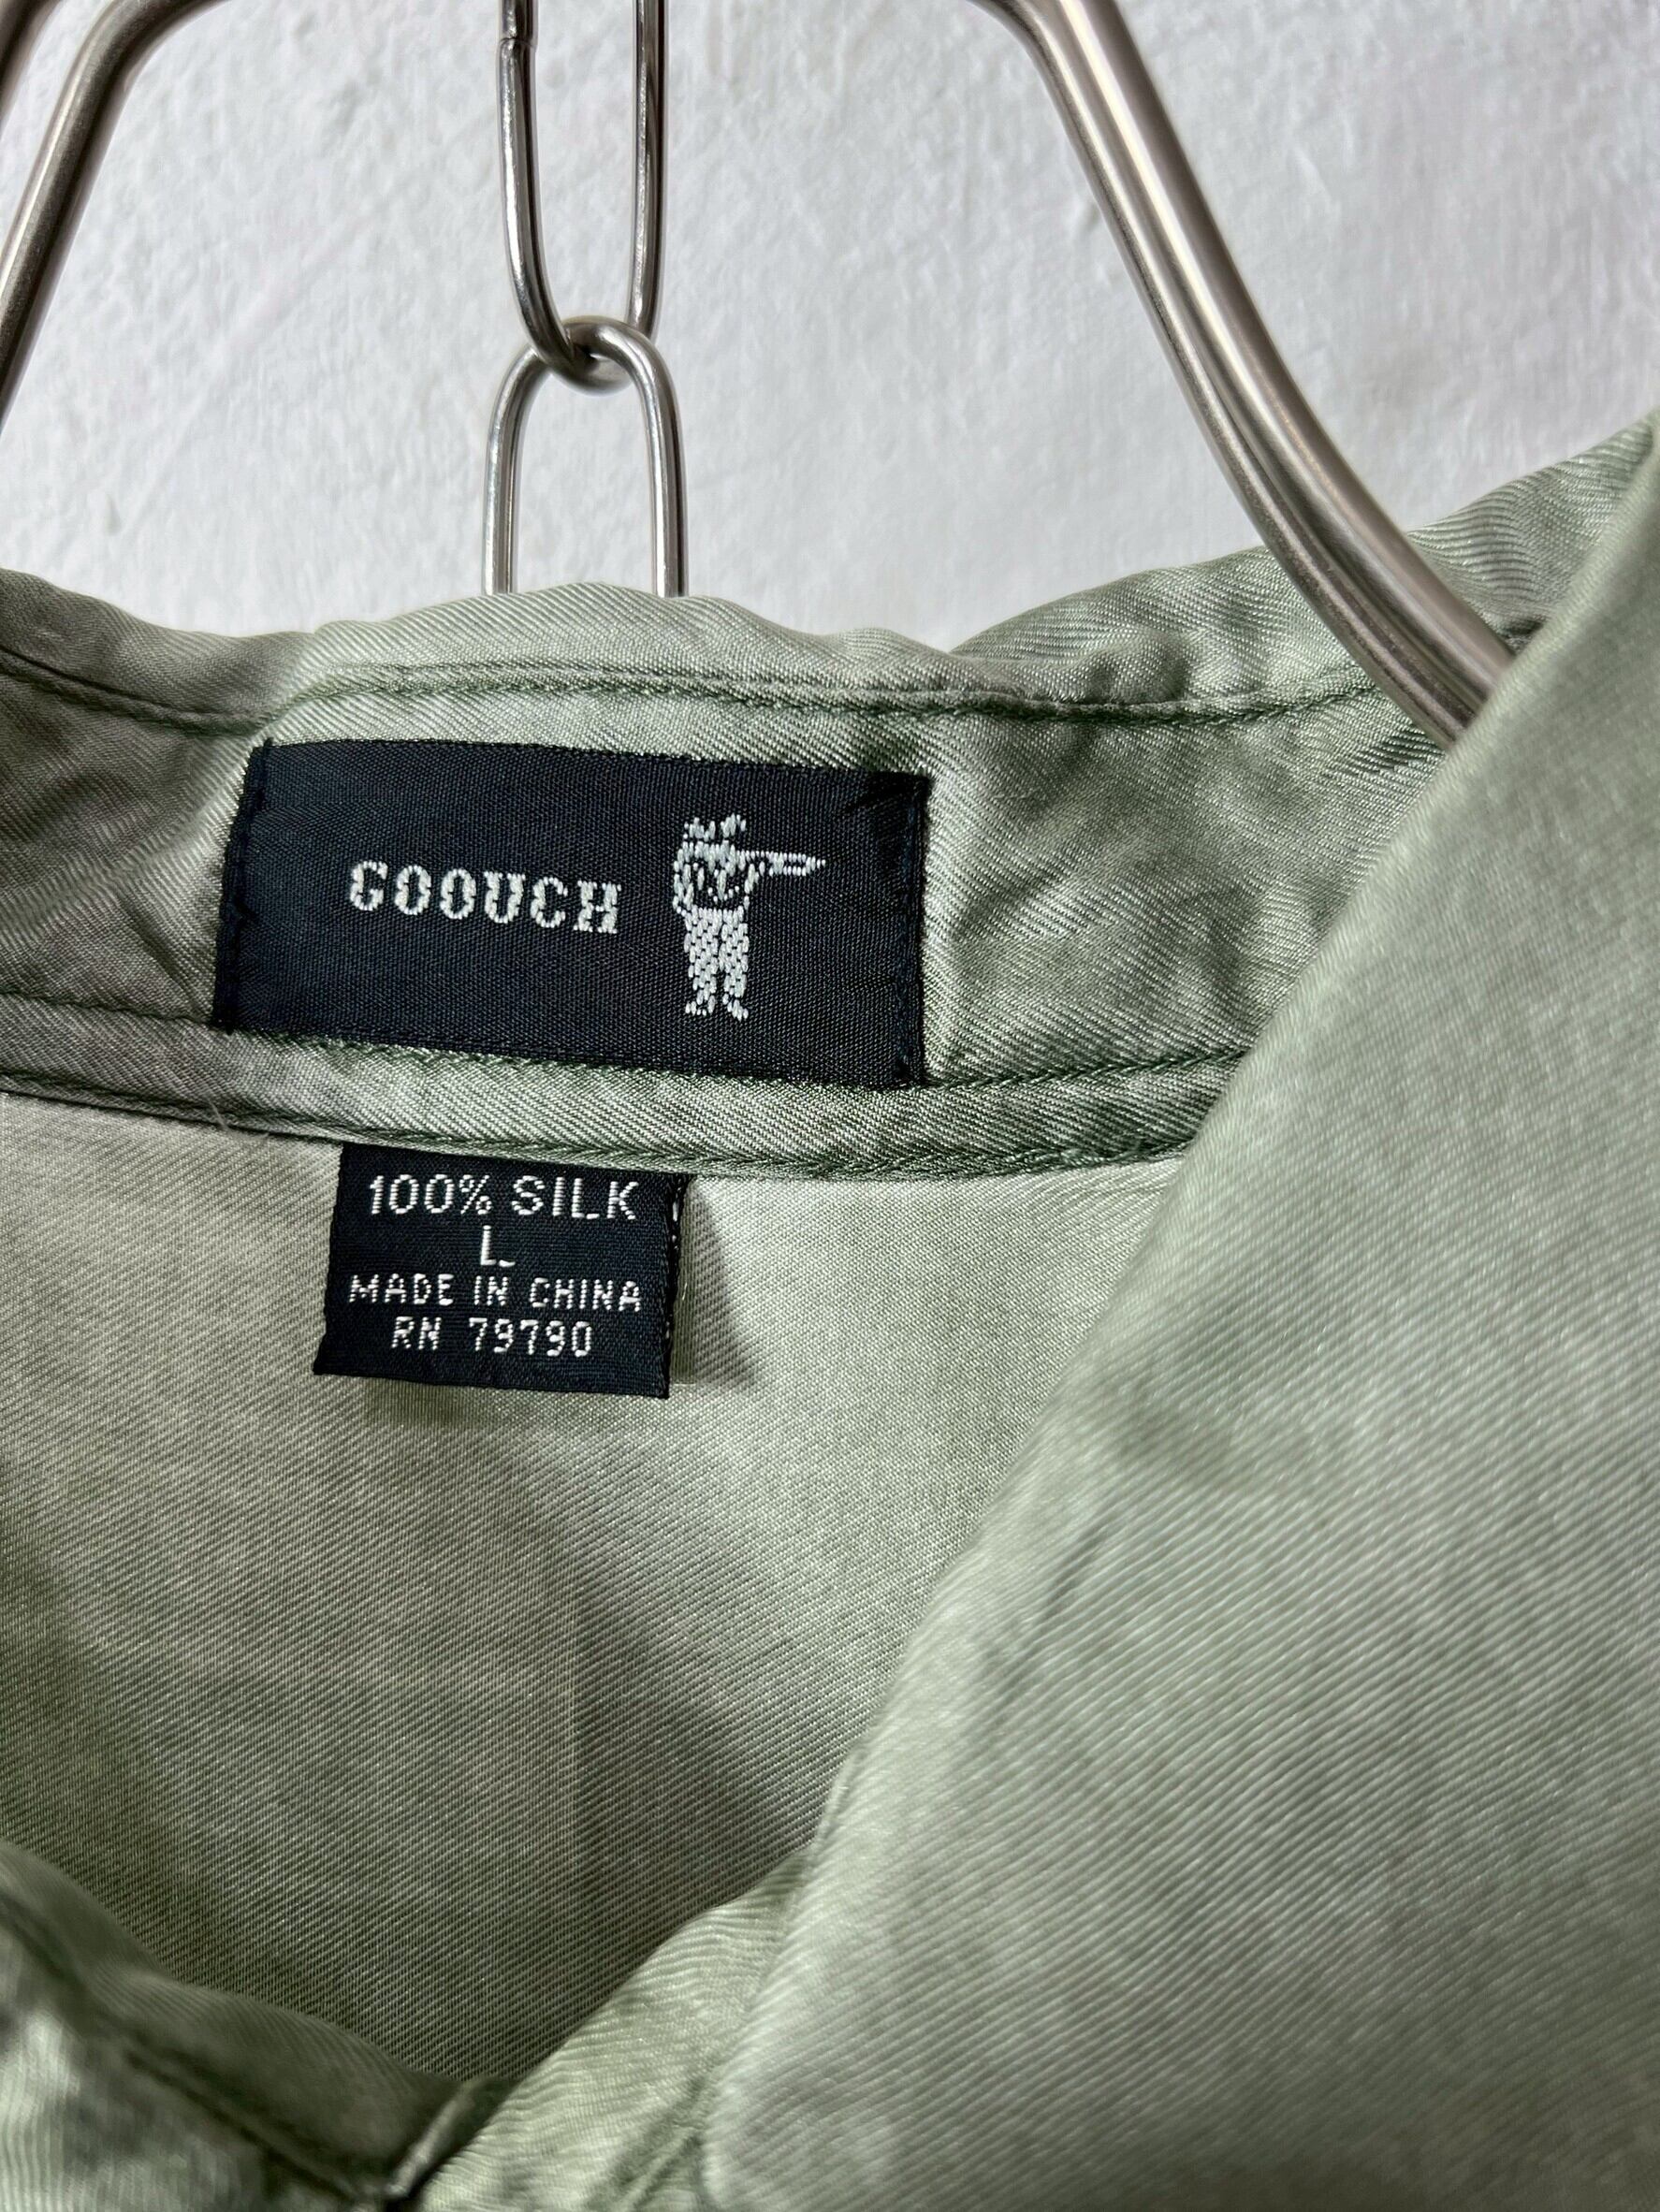 GOOUCH
100% SILK
L
MADE IN CHINA
RN 79790